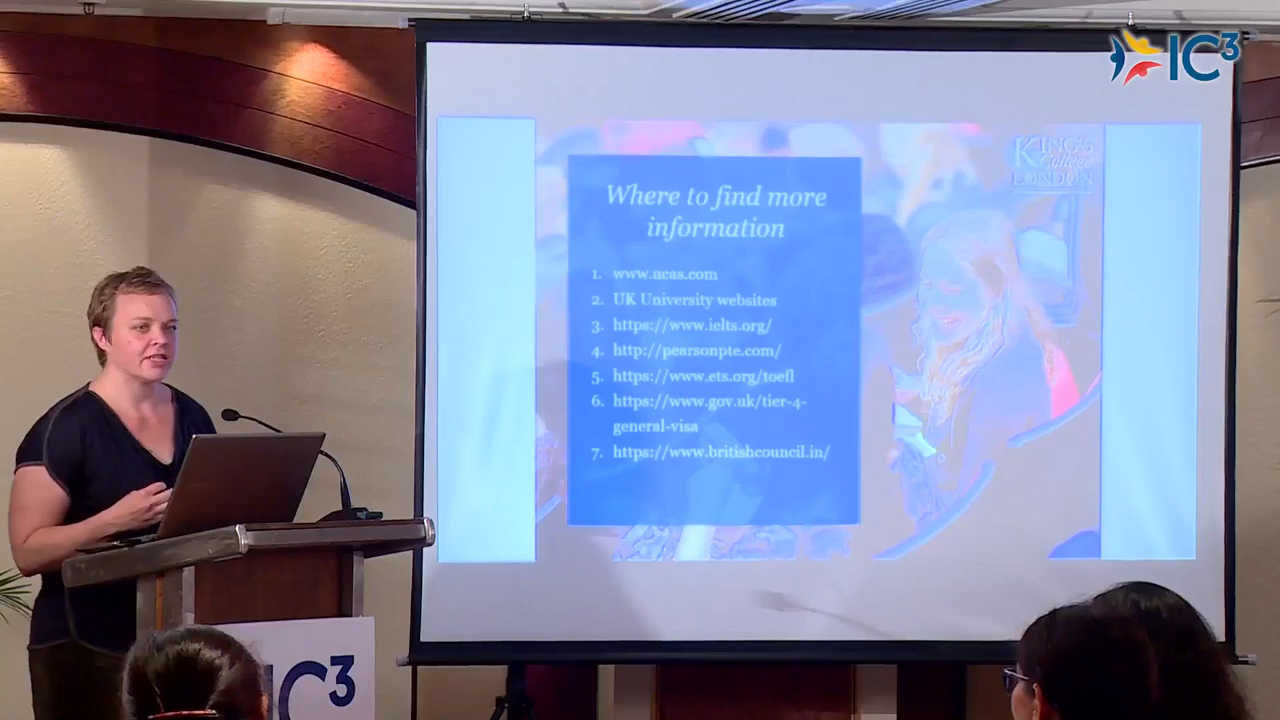 IC³
KING'S
College
LONDON
Where to find more
information
1. www.ucas.com
2. UK University websites
3. https://www.ielts.org/
4. http://pearsonpte.com/
5. https://www.ets.org/toefl
6. https://www.gov.uk/tier-4-
general-visa
7. https://www.britishcouncil.in/
IC³